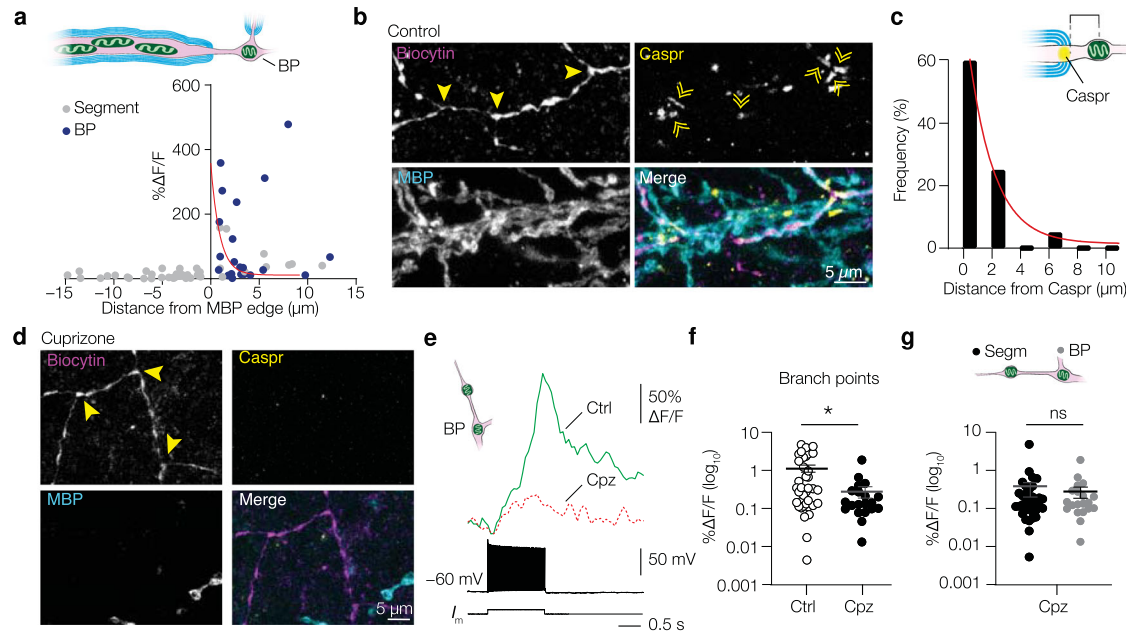 a
BP
Segment
BP
600
400
200
%ΔF/F
−15
−10
−5
0
5
10
15
Distance from MBP edge (µm)
b
Control
Biocytin
Caspr
MBP
Merge
5 µm
c
Caspr
60
40
20
0
Frequency (%)
0 2 4 6 8 10
Distance from Caspr (µm)
d
Cuprizone
Biocytin
Caspr
MBP
Merge
5 µm
e
BP
50%
ΔF/F
Ctrl
Cpz
50 mV
−60 mV
Im
0.5 s
f
Branch points
*
10
1
0.1
0.01
0.001
%ΔF/F (log10)
Ctrl Cpz
g
Segm BP
ns
10
1
0.1
0.01
0.001
%ΔF/F (log10)
Cpz